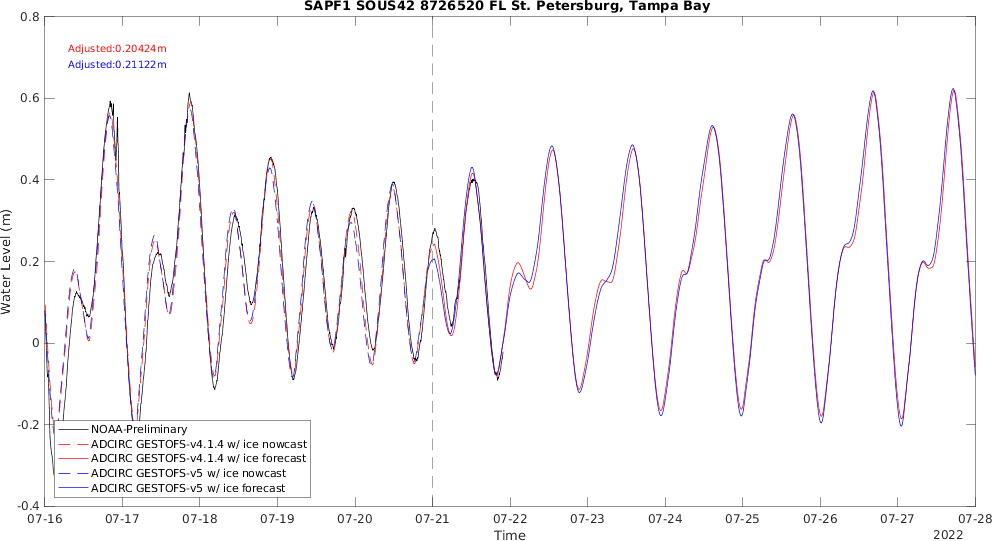 SAPF1 SOUS42 8726520 FL St. Petersburg, Tampa Bay
Adjusted:0.20424m
Adjusted:0.21122m
Water Level (m)
0.8
0.6
0.4
0.2
0
-0.2
-0.4
NOAA-Preliminary
ADCIRC GESTOFS-v4.1.4 w/ ice nowcast
ADCIRC GESTOFS-v4.1.4 w/ ice forecast
ADCIRC GESTOFS-v5 w/ ice nowcast
ADCIRC GESTOFS-v5 w/ ice forecast
07-16 07-17 07-18 07-19 07-20 07-21 07-22 07-23 07-24 07-25 07-26 07-27 07-28
Time
2022